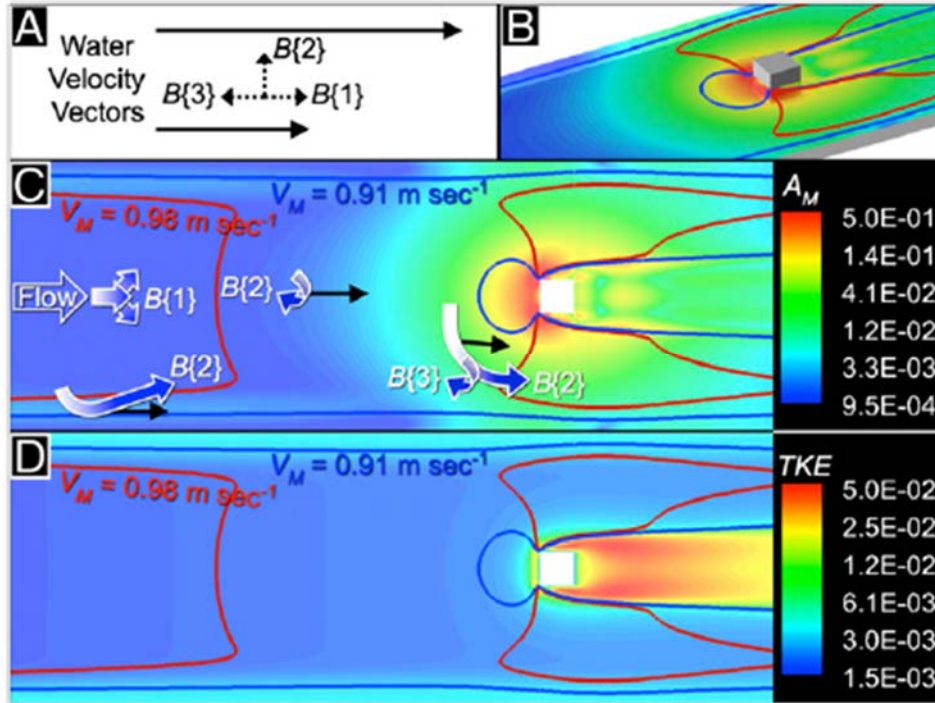 A
Water
Velocity
Vectors
B{2}
B{3}
B{1}
B
C
V_M = 0.98 m sec⁻¹
V_M = 0.91 m sec⁻¹
Flow
B{1}
B{2}
B{2}
B{3}
B{2}
A_M
5.0E-01
1.4E-01
4.1E-02
1.2E-02
3.3E-03
9.5E-04
D
V_M = 0.98 m sec⁻¹
V_M = 0.91 m sec⁻¹
TKE
5.0E-02
2.5E-02
1.2E-02
6.1E-03
3.0E-03
1.5E-03